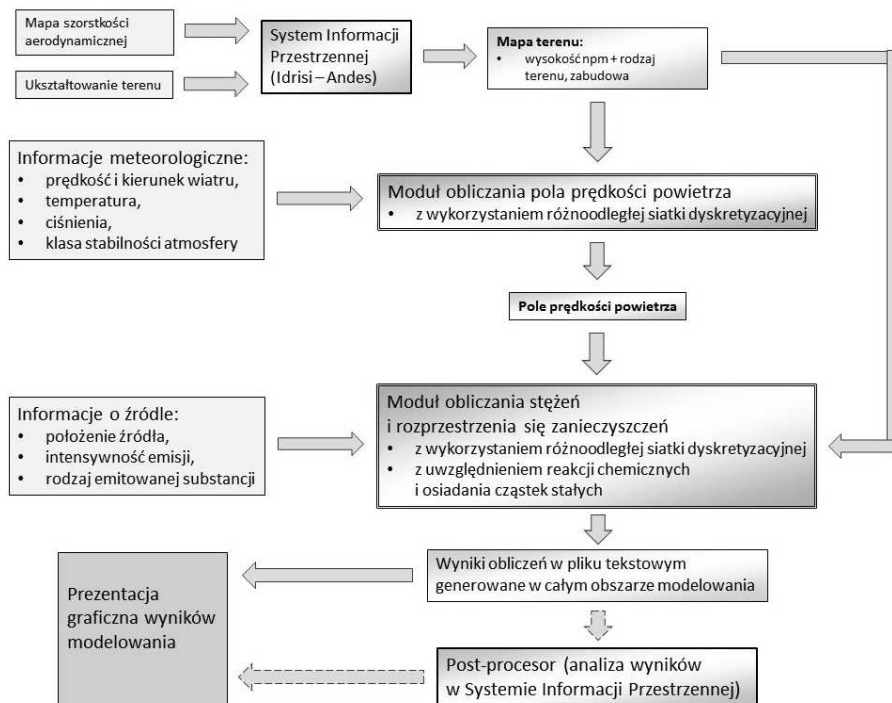 Mapa szorstkości
aerodynamicznej
System Informacji
Przestrzennej
(Idrisi – Andes)
Mapa terenu:
• wysokość npm + rodzaj
terenu, zabudowa
Ukształtowanie terenu
Informacje meteorologiczne:
• prędkość i kierunek wiatru,
• temperatura,
• ciśnienia,
• klasa stabilności atmosfery
Moduł obliczania pola prędkości powietrza
• z wykorzystaniem różnoodległej siatki dyskretyzacyjnej
Pole prędkości powietrza
Informacje o źródle:
• położenie źródła,
• intensywność emisji,
• rodzaj emitowanej substancji
Moduł obliczania stężeń
i rozprzestrzenia się zanieczyszczeń
• z wykorzystaniem różnoodległej siatki dyskretyzacyjnej
• z uwzględnieniem reakcji chemicznych
i osiadania cząstek stałych
Wyniki obliczeń w pliku tekstowym
generowane w całym obszarze modelowania
Prezentacja
graficzna wyników
modelowania
Post-procesor (analiza wyników
w Systemie Informacji Przestrzennej)